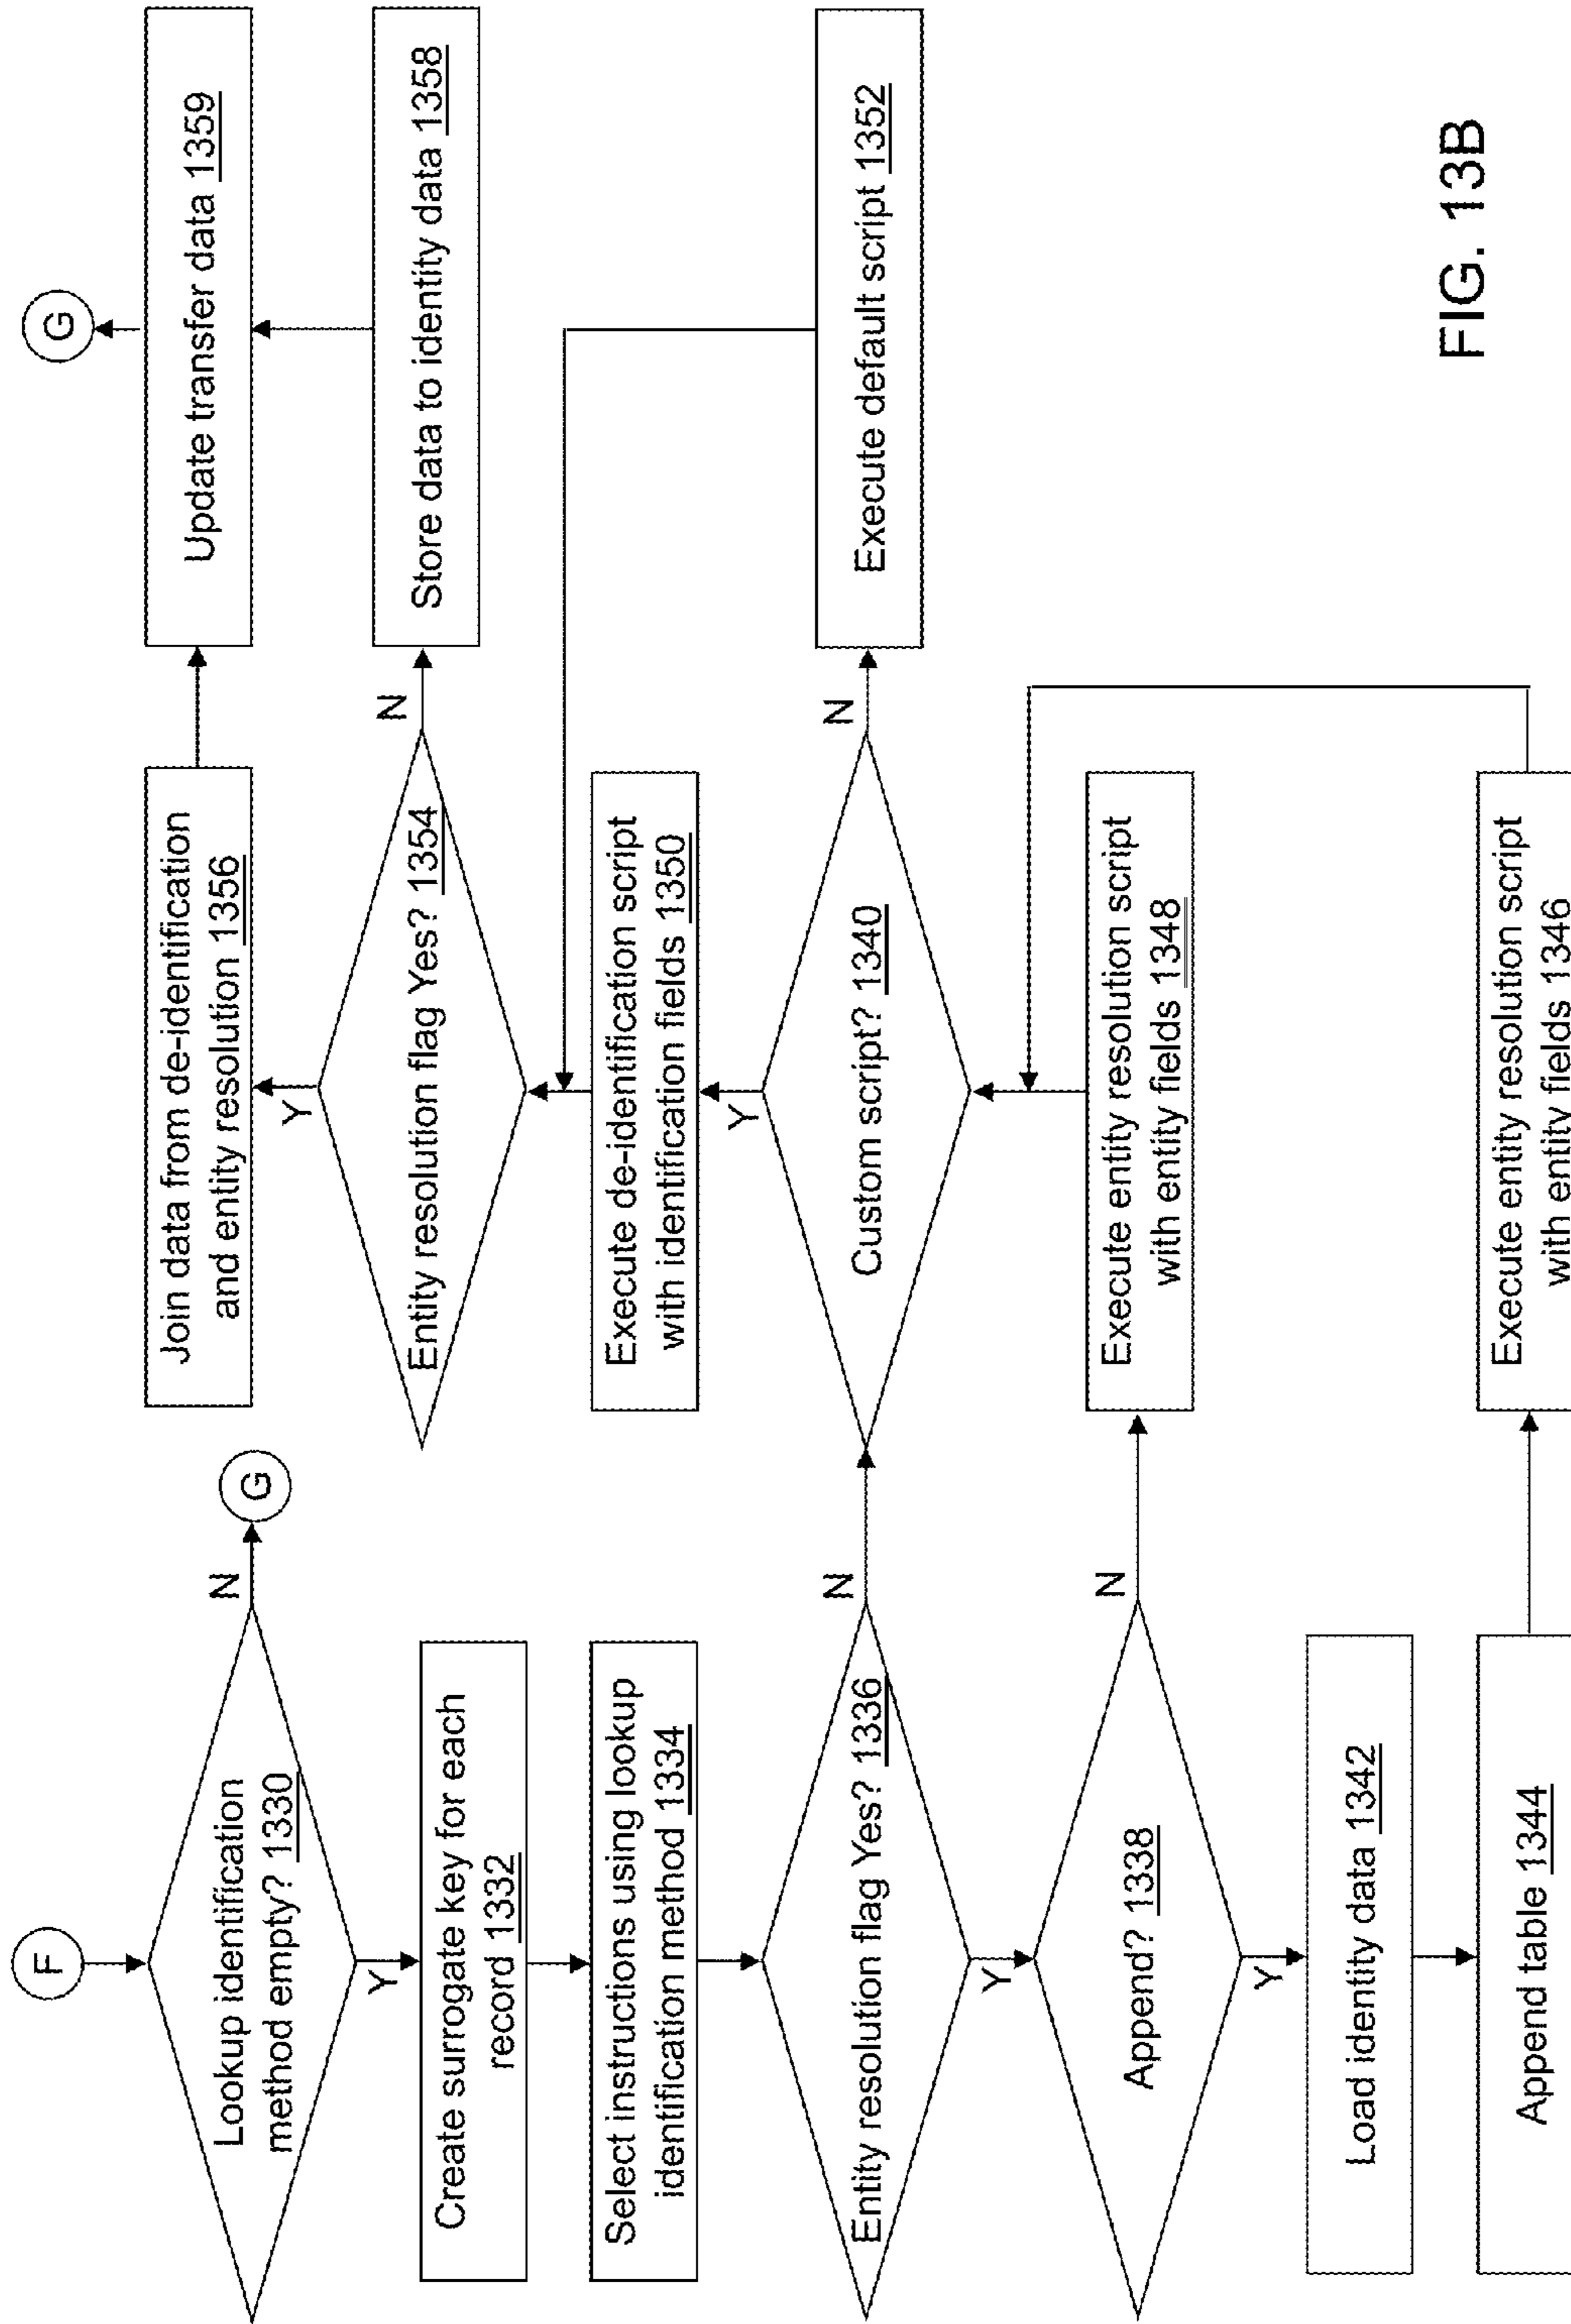 F
Lookup identification
method empty? 1330
N
G
Y
Create surrogate key for each
record 1332
Select instructions using lookup
identification method 1334
Entity resolution flag Yes? 1336
N
Y
Append? 1338
N
Y
Load identity data 1342
Append table 1344
Join data from de-identification
and entity resolution 1356
Y
Entity resolution flag Yes? 1354
N
Execute de-identification script
with identification fields 1350
Y
Custom script? 1340
N
Execute entity resolution script
with entity fields 1348
Execute entity resolution script
with entity fields 1346
G
Update transfer data 1359
Store data to identity data 1358
Execute default script 1352
FIG. 13B